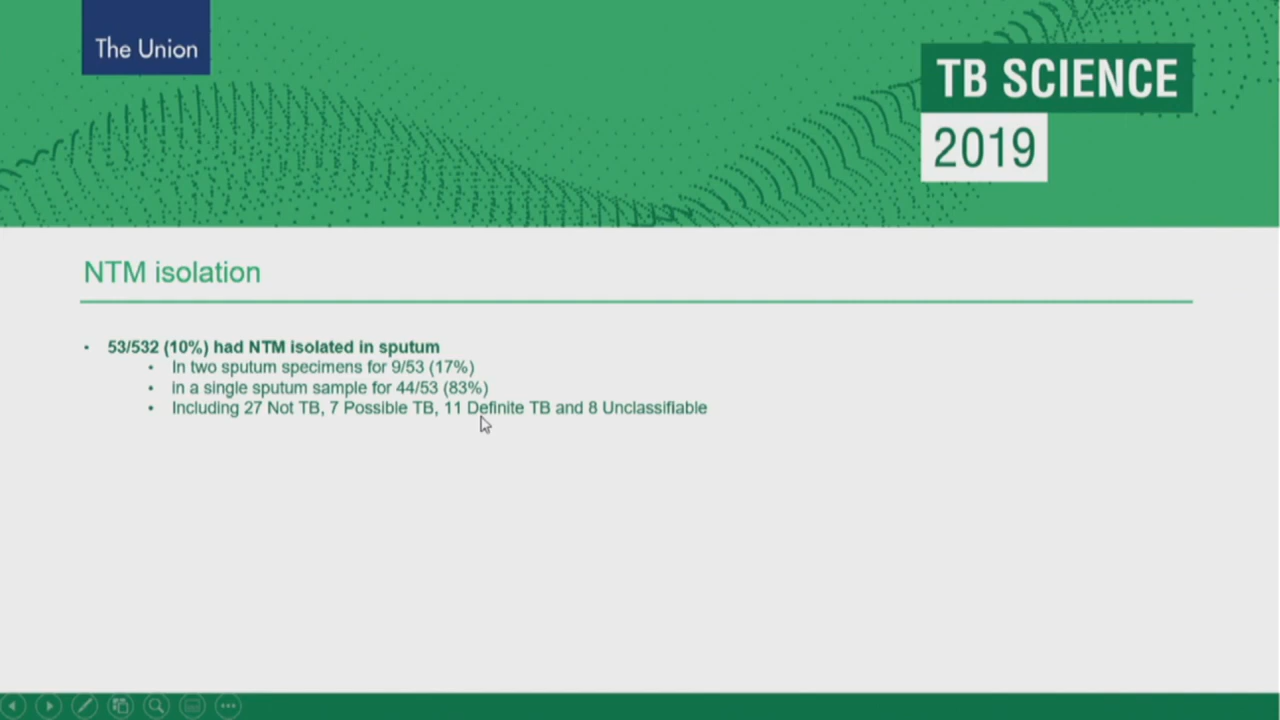 The Union
TB SCIENCE
2019
NTM isolation
• 53/532 (10%) had NTM isolated in sputum
• In two sputum specimens for 9/53 (17%)
• in a single sputum sample for 44/53 (83%)
• Including 27 Not TB, 7 Possible TB, 11 Definite TB and 8 Unclassifiable